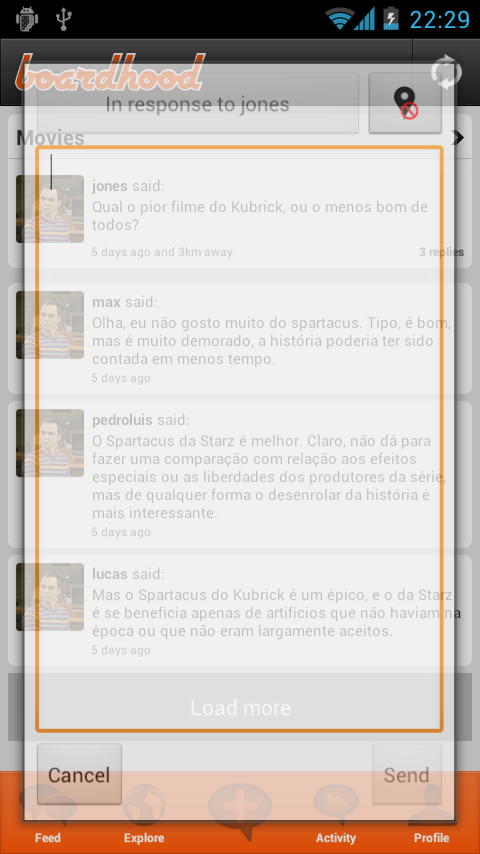 22:29
boardhood
In response to jones
Movies
jones said:
Qual o pior filme do Kubrick, ou o menos bom de
todos?
5 days ago and 3km away
3 replies
max said:
Olha, eu não gosto muito do spartacus. Tipo, é bom,
mas é muito demorado, a história poderia ter sido
contada em menos tempo.
5 days ago
pedroluis said:
O Spartacus da Starz é melhor. Claro, não dá para
fazer uma comparação com relação aos efeitos
especiais ou as liberdades dos produtores da série,
mas de qualquer forma o desenrolar da história é
mais interessante.
5 days ago
lucas said:
Mas o Spartacus do Kubrick é um épico, e o da Starz
é se beneficia apenas de artifícios que não haviam na
época ou que não eram largamente aceitos.
5 days ago
Load more
Cancel
Send
Feed
Explore
Activity
Profile